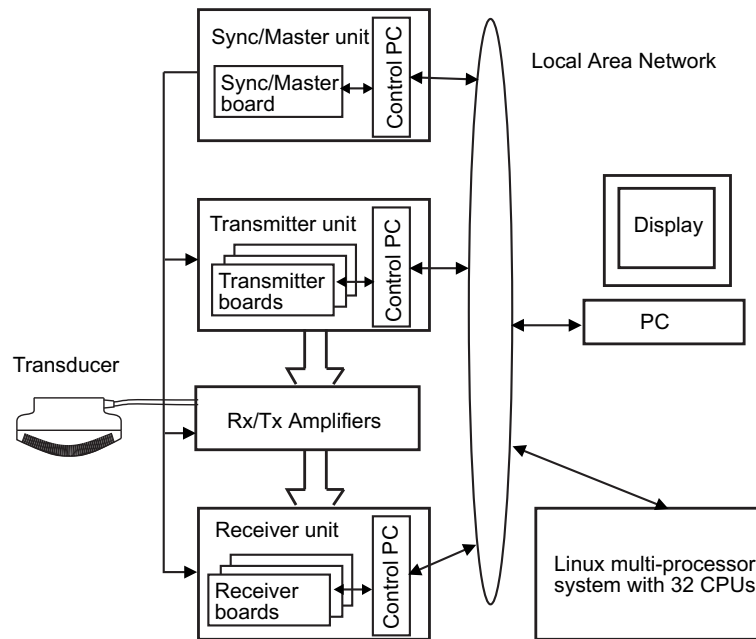 Sync/Master unit
Sync/Master
board
Control PC
Local Area Network
Transmitter unit
Transmitter
boards
Control PC
Display
PC
Transducer
Rx/Tx Amplifiers
Receiver unit
Receiver
boards
Control PC
Linux multi-processor
system with 32 CPUs